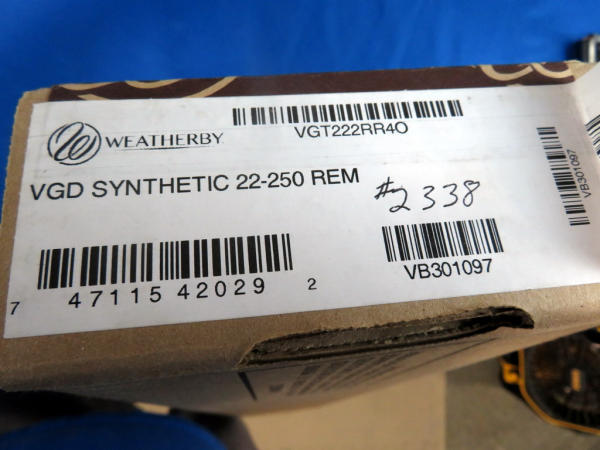 WEATHERBY
VGT222RR4O
VGD SYNTHETIC 22-250 REM
#2338
7 47115 42029 2
VB301097
VB301097